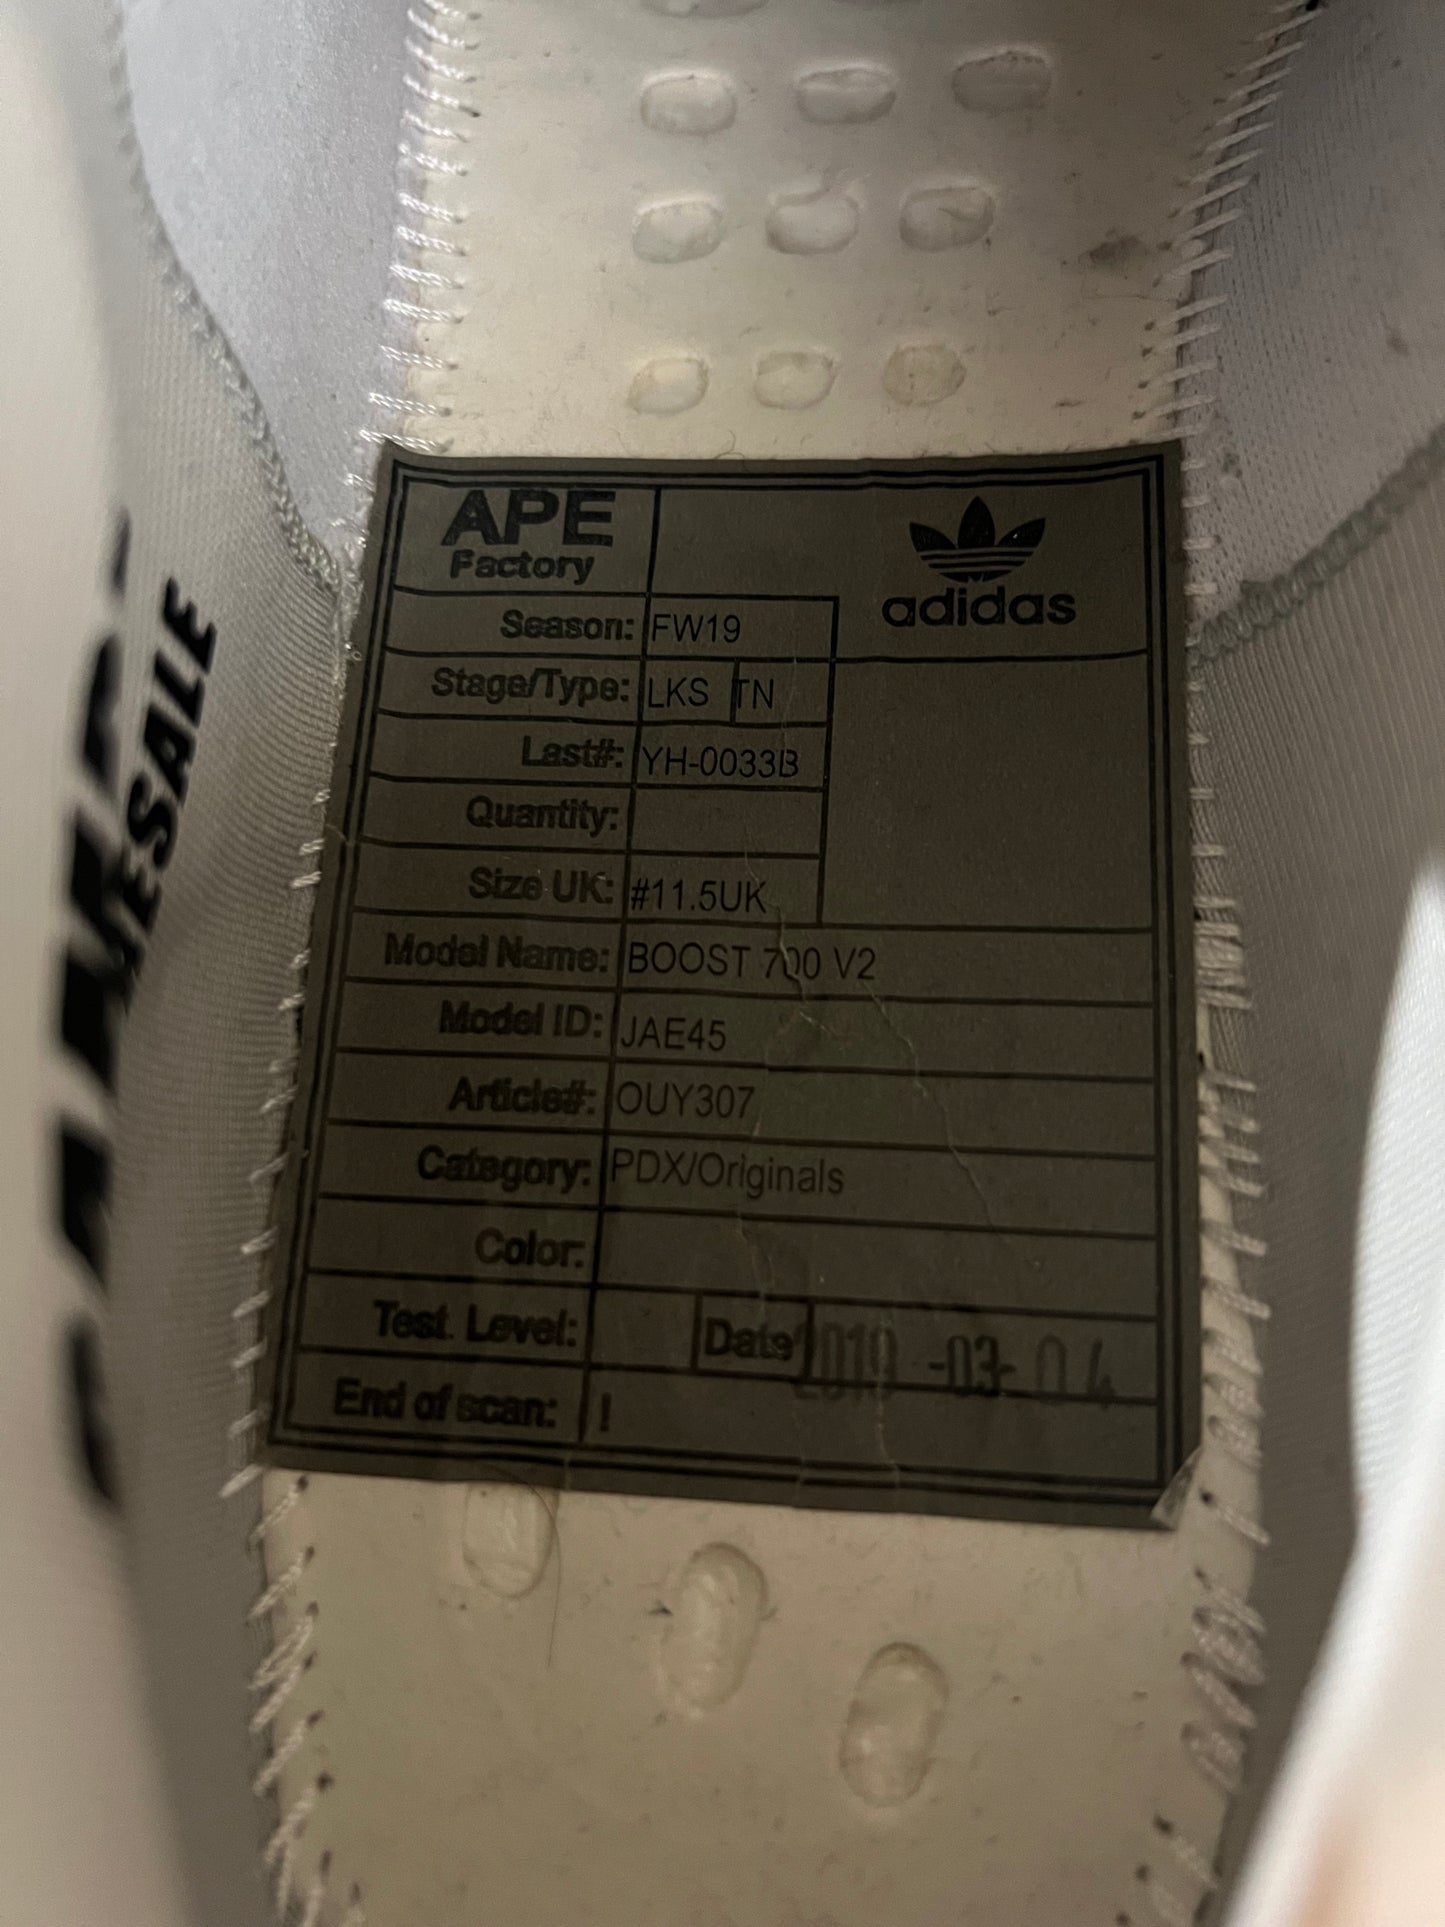 APE
Factory
adidas
Season: FW19
Stage/Type: LKS TN
Last#: YH-0033B
Quantity:
Size UK: #11.5UK
Model Name: BOOST 700 V2
Model ID: JAE45
Article#: OUY307
Category: PDX/Originals
Color:
Test. Level: Date 2019 -03- 04
End of scan: !
ESALE